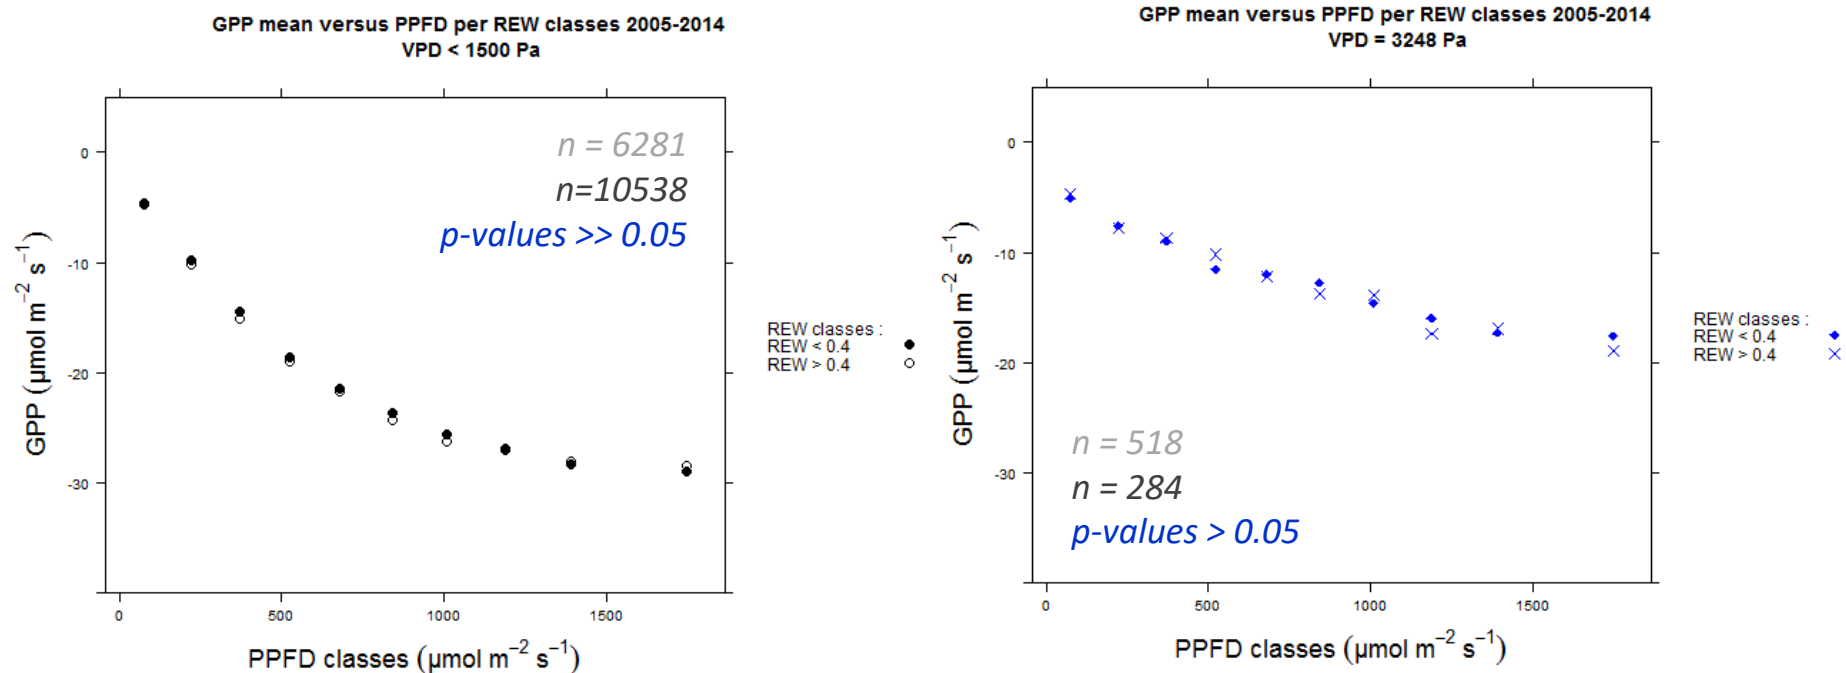 GPP mean versus PPFD per REW classes 2005-2014
VPD < 1500 Pa
n = 6281
n=10538
p-values >> 0.05
0
-10
-20
-30
GPP (µmol m⁻² s⁻¹)
0 500 1000 1500
PPFD classes (µmol m⁻² s⁻¹)
REW classes :
REW < 0.4
REW > 0.4
GPP mean versus PPFD per REW classes 2005-2014
VPD = 3248 Pa
0
-10
-20
-30
GPP (µmol m⁻² s⁻¹)
n = 518
n = 284
p-values > 0.05
0 500 1000 1500
PPFD classes (µmol m⁻² s⁻¹)
REW classes :
REW < 0.4
REW > 0.4